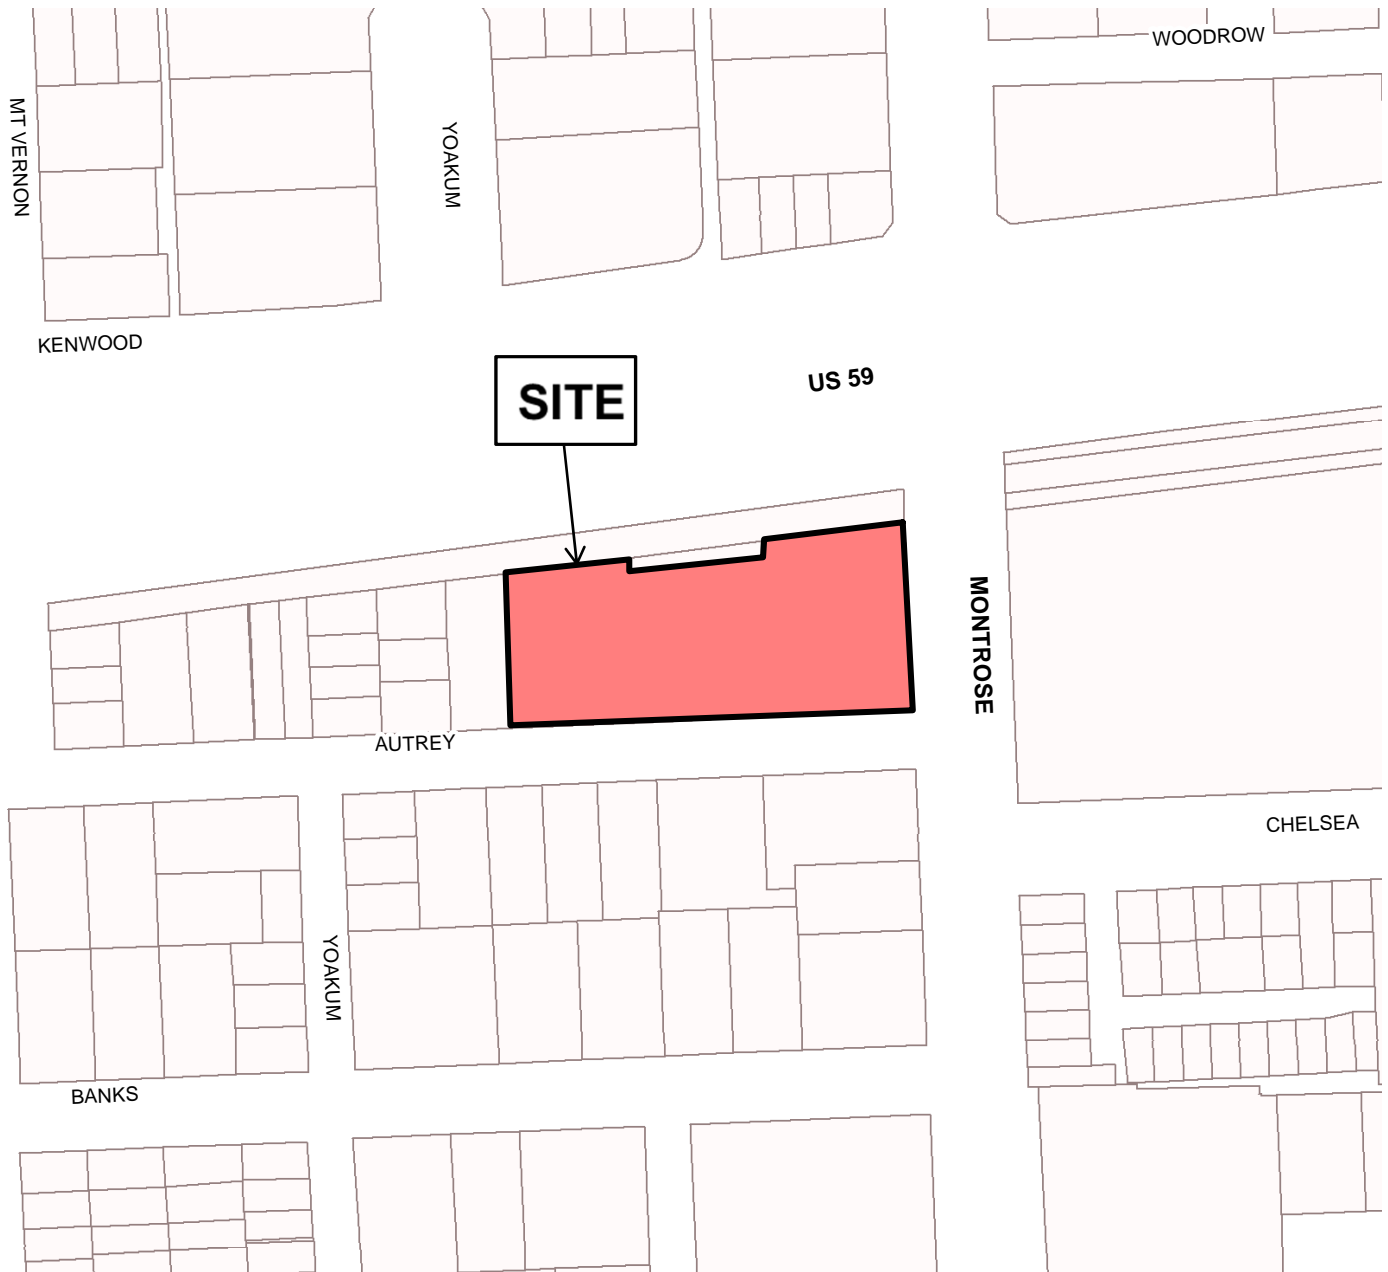 WOODROW
MT VERNON
YOAKUM
KENWOOD
US 59
SITE
MONTROSE
AUTREY
CHELSEA
YOAKUM
BANKS